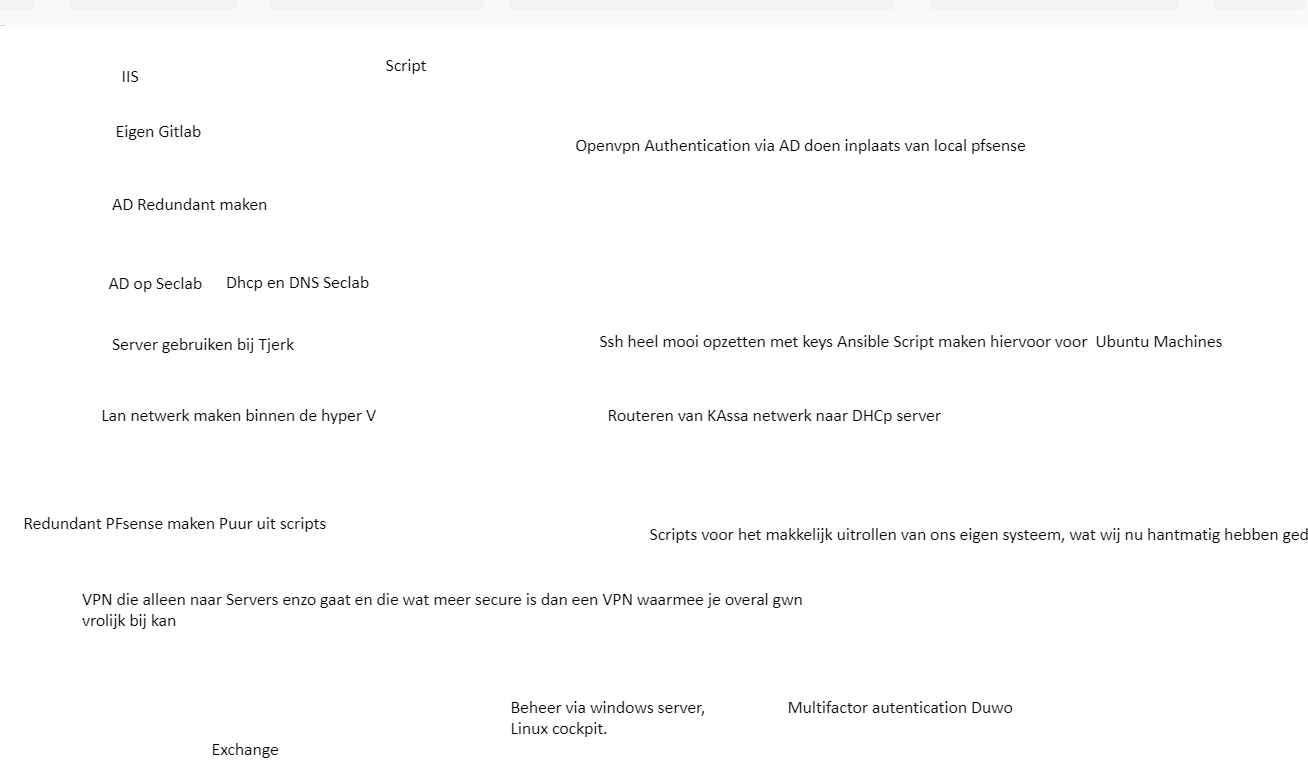 Script
IIS
Eigen Gitlab
Openvpn Authentication via AD doen inplaats van local pfsense
AD Redundant maken
AD op Seclab
Dhcp en DNS Seclab
Server gebruiken bij Tjerk
Ssh heel mooi opzetten met keys Ansible Script maken hiervoor voor  Ubuntu Machines
Lan netwerk maken binnen de hyper V
Routeren van KAssa netwerk naar DHCp server
Redundant PFsense maken Puur uit scripts
Scripts voor het makkelijk uitrollen van ons eigen systeem, wat wij nu hantmatig hebben ged
VPN die alleen naar Servers enzo gaat en die wat meer secure is dan een VPN waarmee je overal gwn
vrolijk bij kan
Beheer via windows server,
Linux cockpit.
Multifactor autentication Duwo
Exchange